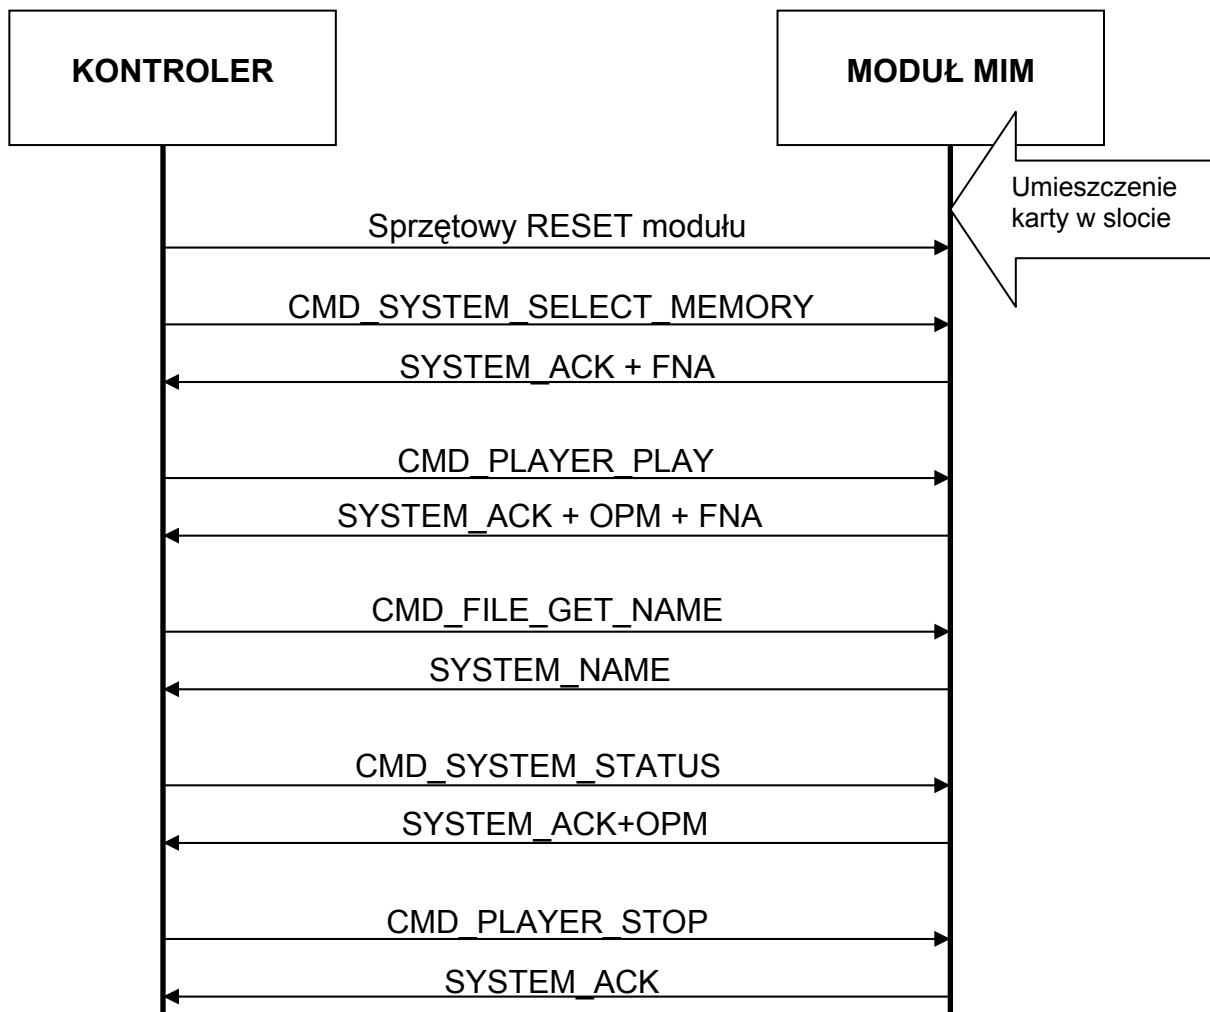 KONTROLER
MODUŁ MIM
Umieszczenie
karty w slocie
Sprzętowy RESET modułu
CMD_SYSTEM_SELECT_MEMORY
SYSTEM_ACK + FNA
CMD_PLAYER_PLAY
SYSTEM_ACK + OPM + FNA
CMD_FILE_GET_NAME
SYSTEM_NAME
CMD_SYSTEM_STATUS
SYSTEM_ACK+OPM
CMD_PLAYER_STOP
SYSTEM_ACK